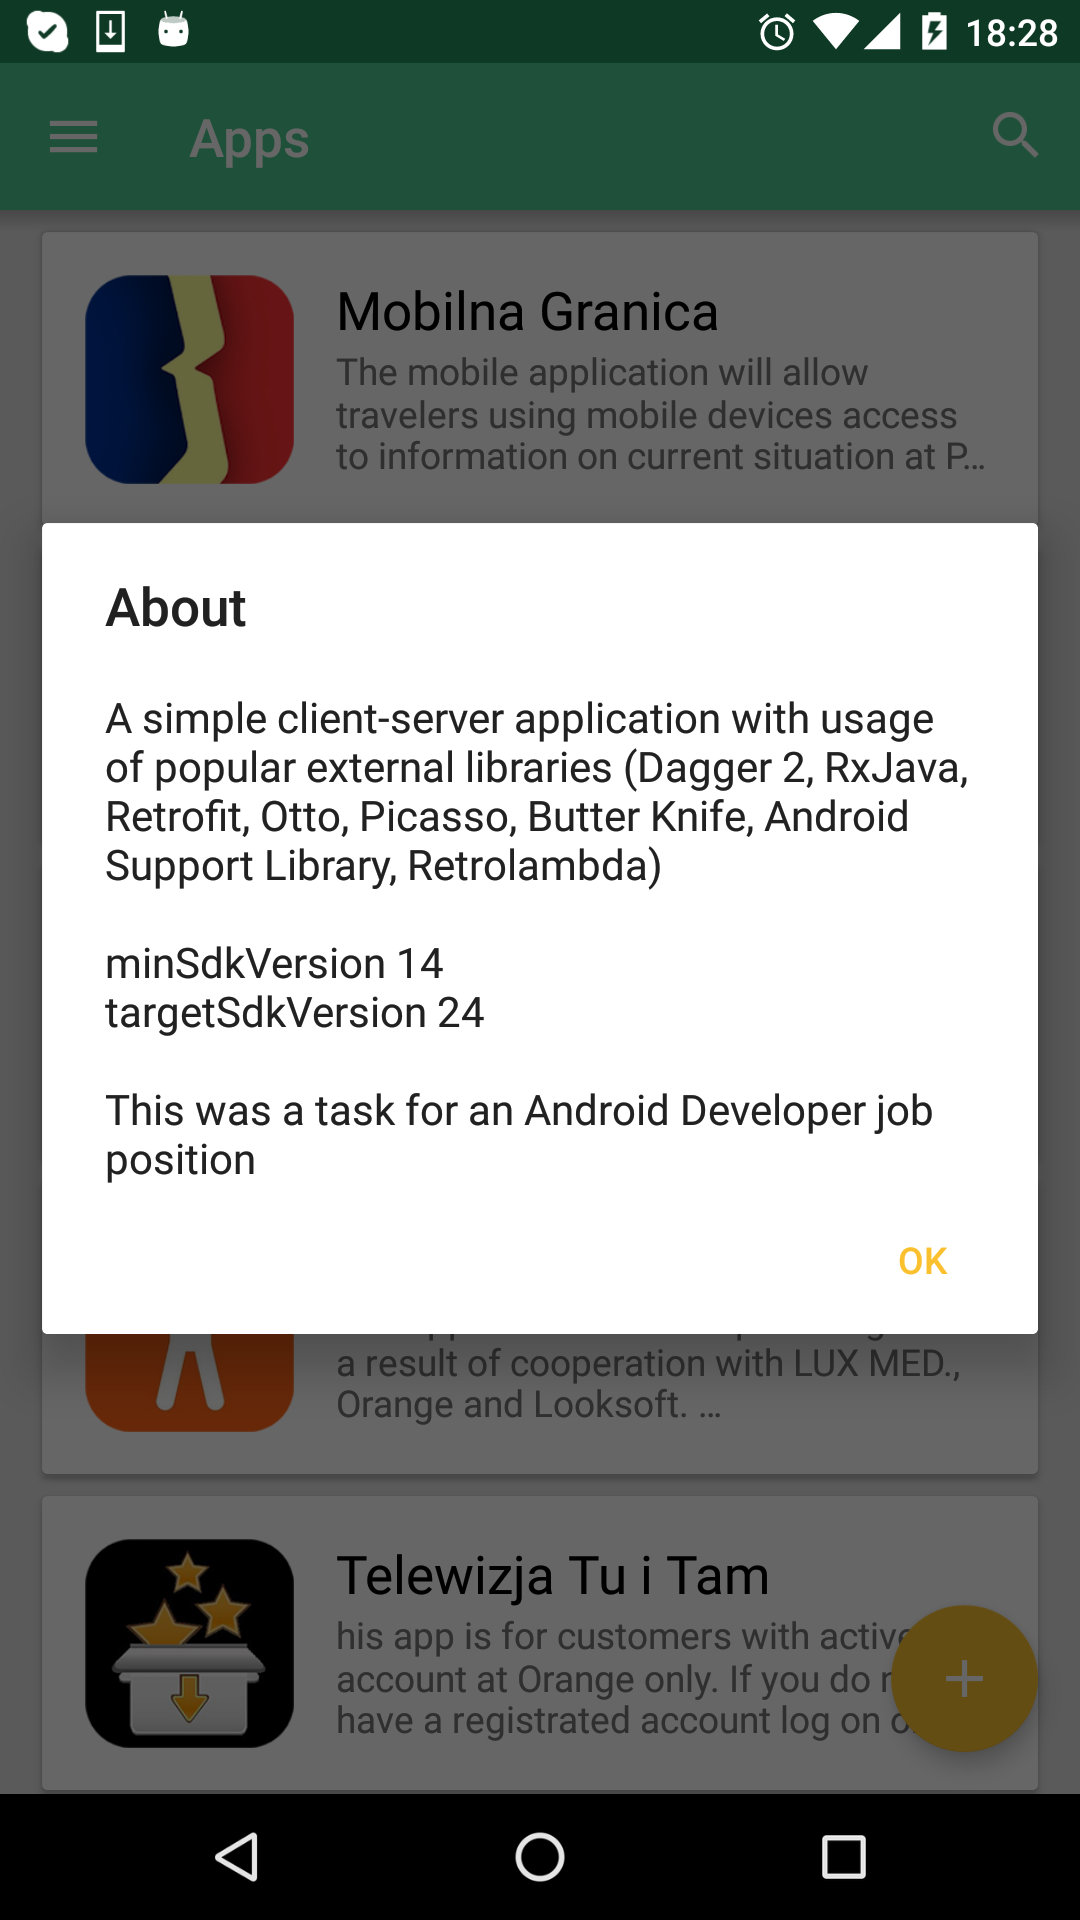 18:28
Apps
Mobilna Granica
The mobile application will allow
travelers using mobile devices access
to information on current situation at P...
About
A simple client-server application with usage
of popular external libraries (Dagger 2, RxJava,
Retrofit, Otto, Picasso, Butter Knife, Android
Support Library, Retrolambda)
minSdkVersion 14
targetSdkVersion 24
This was a task for an Android Developer job
position
OK
a result of cooperation with LUX MED.,
Orange and Looksoft. ...
Telewizja Tu i Tam
his app is for customers with active
account at Orange only. If you do
have a registrated account log on